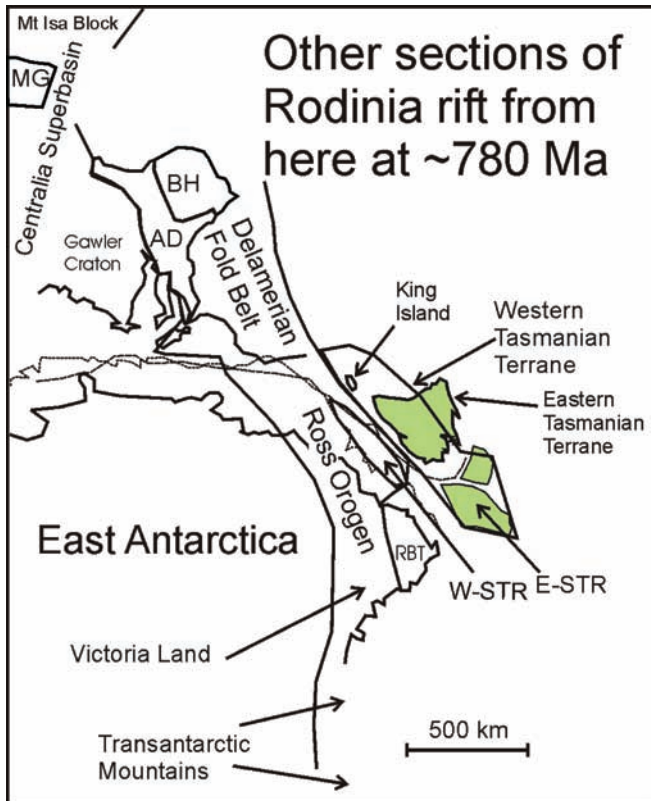 Mt Isa Block
MG
Centralia Superbasin
Other sections of
Rodinia rift from
here at ~780 Ma
BH
AD
Gawler
Craton
Delamerian
Fold Belt
King
Island
Western
Tasmanian
Terrane
Eastern
Tasmanian
Terrane
Ross Orogen
East Antarctica
RBT
W-STR
E-STR
Victoria Land
500 km
Transantarctic
Mountains